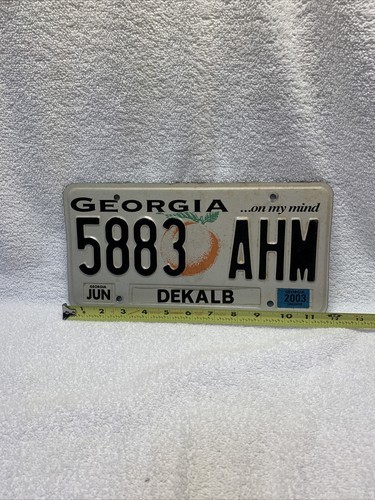 GEORGIA ...on my mind
5883 AHM
GEORGIA
JUN DEKALB 2003
1 2 3 4 5 6 7 8 9 10 11 12